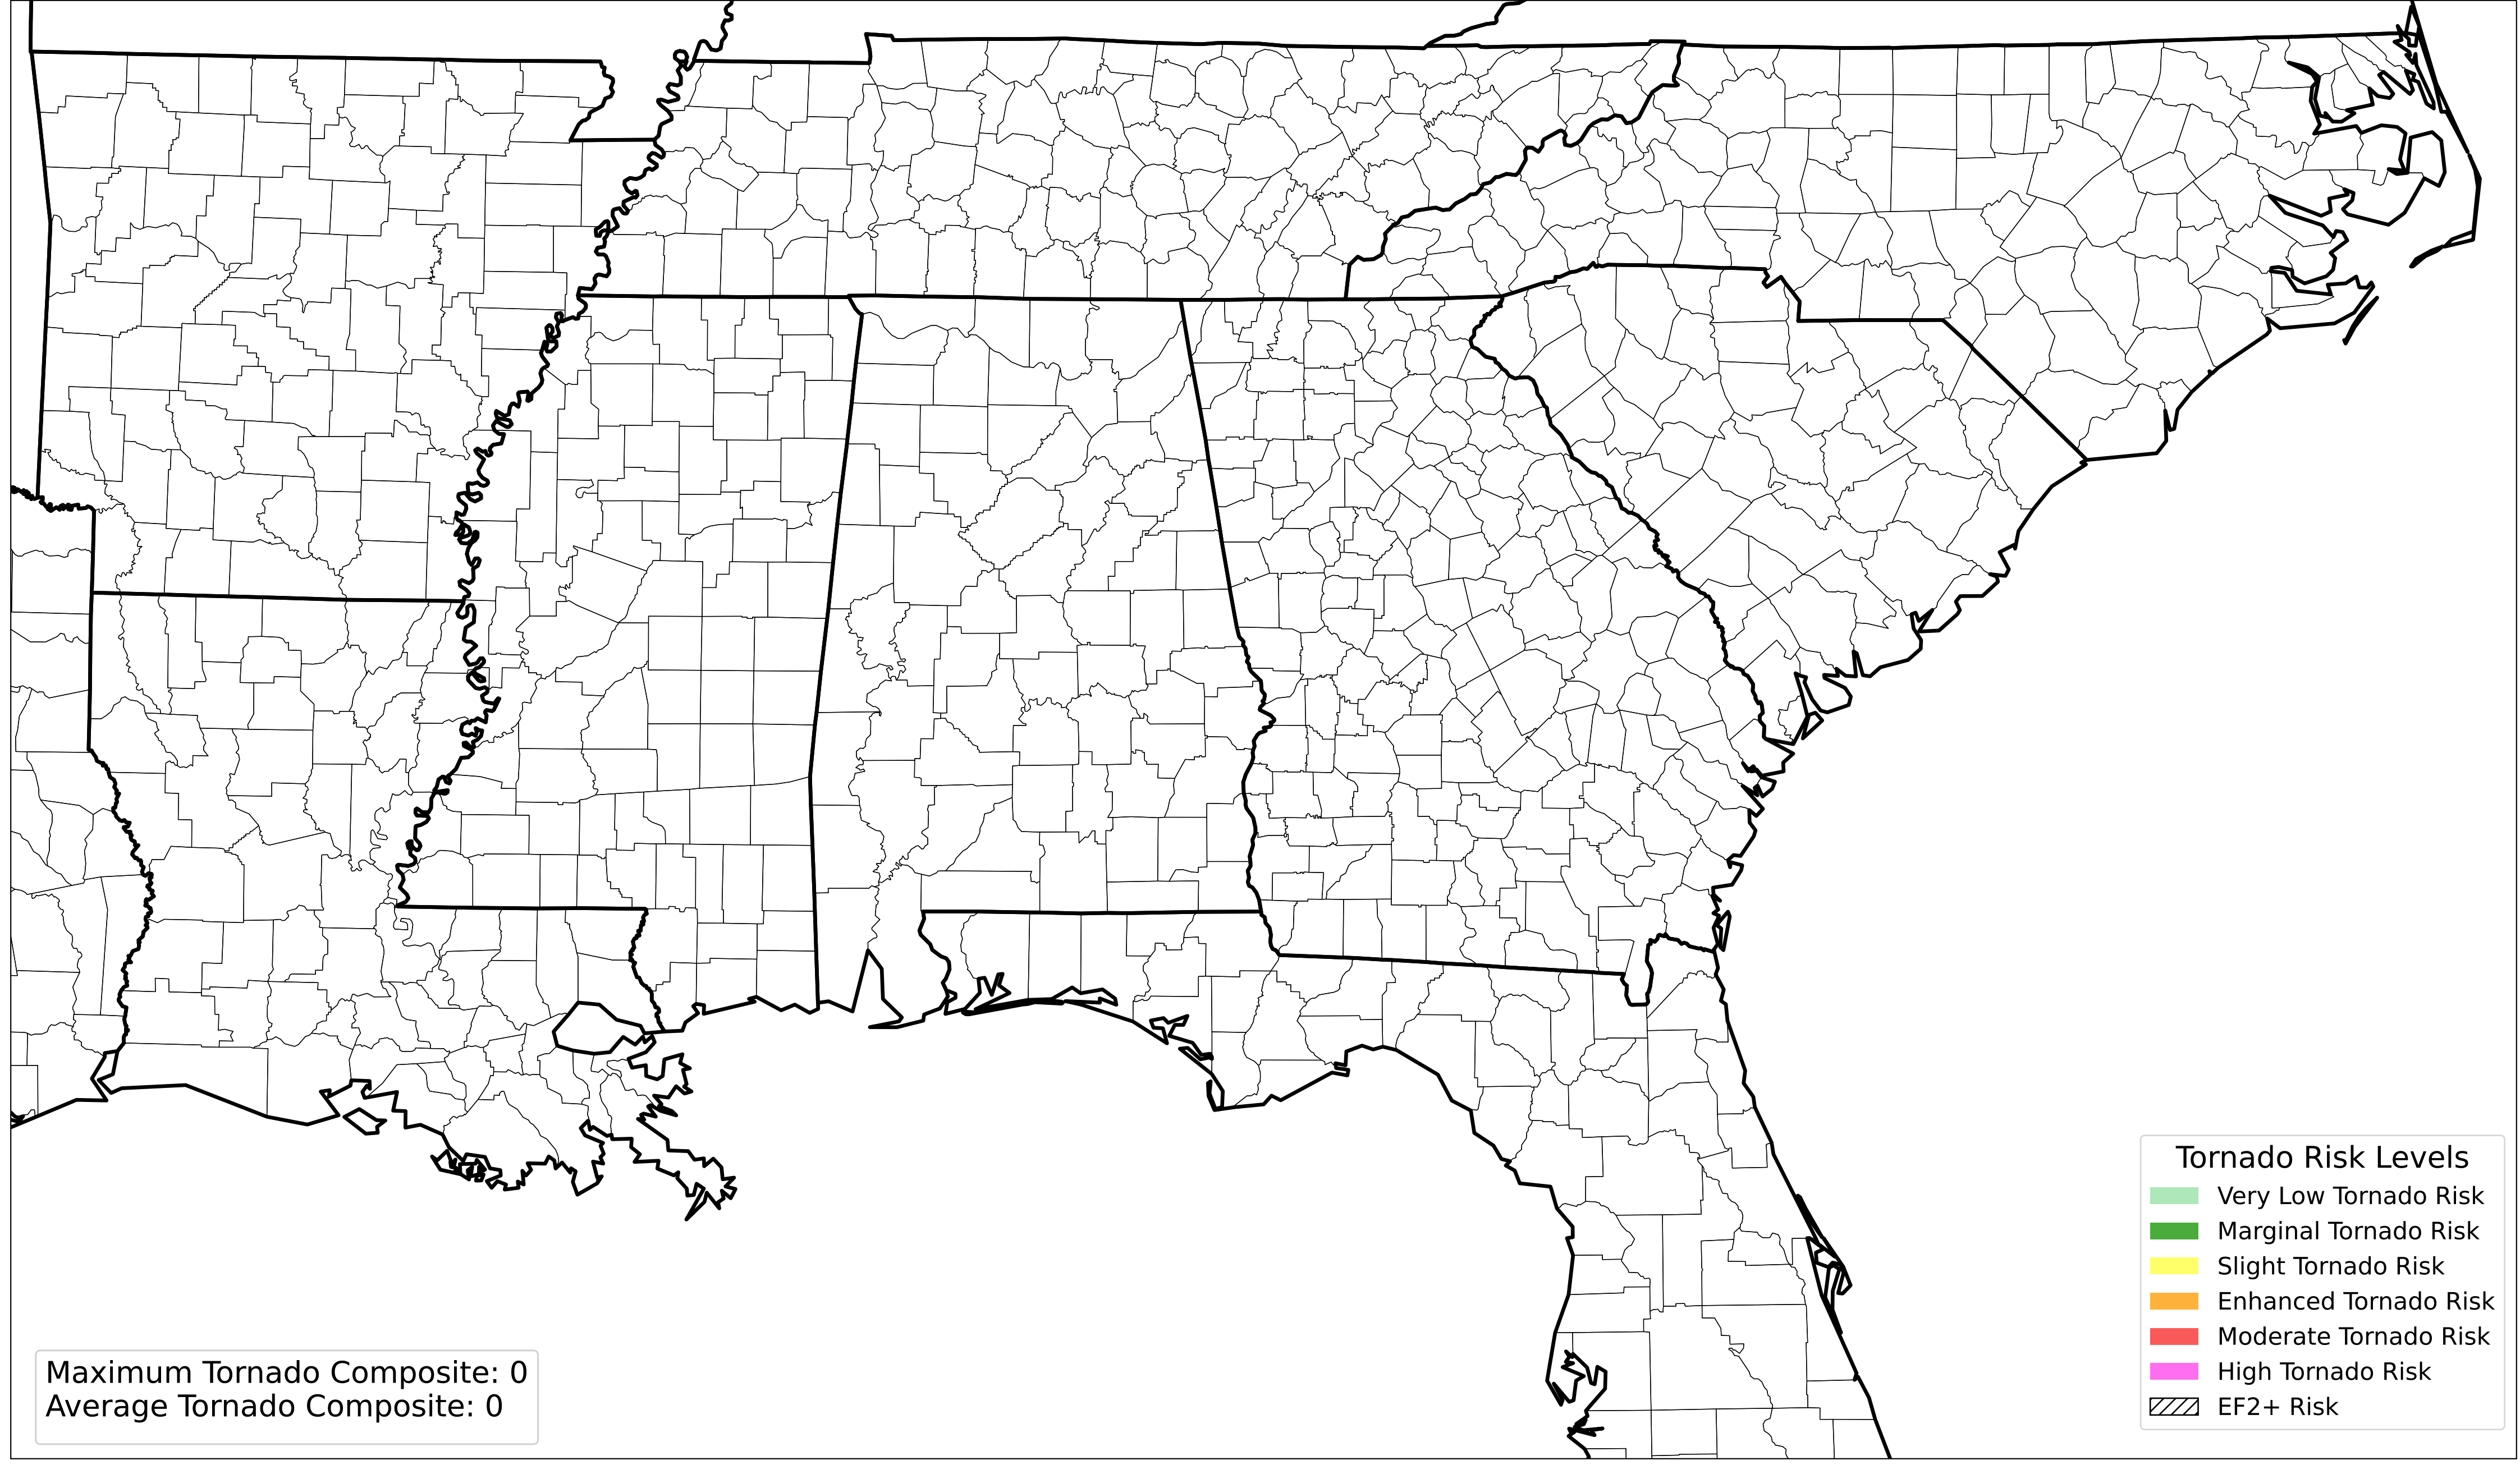 Tornado Risk Levels
Very Low Tornado Risk
Marginal Tornado Risk
Slight Tornado Risk
Enhanced Tornado Risk
Moderate Tornado Risk
High Tornado Risk
EF2+ Risk
Maximum Tornado Composite: 0
Average Tornado Composite: 0